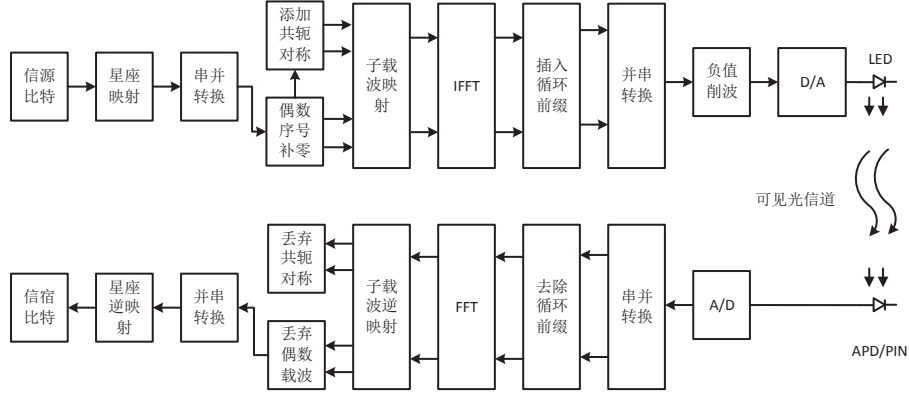 信源
比特
星座
映射
串并
转换
添加
共轭
对称
偶数
序号
补零
子载
波映
射
IFFT
插入
循环
前缀
并串
转换
负值
削波
D/A
LED
可见光信道
信宿
比特
星座
逆映
射
并串
转换
丢弃
共轭
对称
丢弃
偶数
载波
子载
波逆
映射
FFT
去除
循环
前缀
串并
转换
A/D
APD/PIN